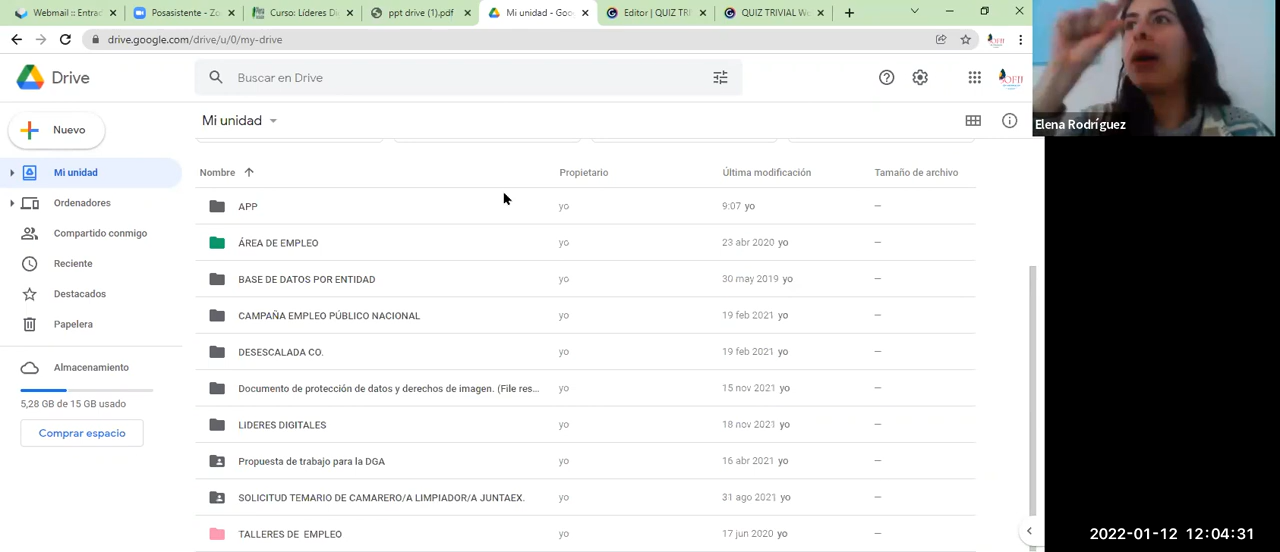 Webmail :: Di
Posasistente - Zo
Curso: Líderes D
ppt drive (1).pdf
Mi unidad - Goo
Editor | QUIZ TRI
QUIZ TRIVIAL W
drive.google.com/drive/u/0/my-drive
Drive
Buscar en Drive
Elena Rodríguez
Nuevo
Mi unidad
Mi unidad
Ordenadores
Compartido conmigo
Reciente
Destacados
Papelera
Almacenamiento
5,28 GB de 15 GB usado
Comprar espacio
Nombre Propietario Última modificación Tamaño de archivo
APP yo 9:07 yo —
ÁREA DE EMPLEO yo 23 abr 2020 yo —
BASE DE DATOS POR ENTIDAD yo 30 may 2019 yo —
CAMPAÑA EMPLEO PÚBLICO NACIONAL yo 19 feb 2021 yo —
DESESCALADA CO. yo 19 feb 2021 yo —
Documento de protección de datos y derechos de imagen. (File res... yo 15 nov 2021 yo —
LIDERES DIGITALES yo 18 nov 2021 yo —
Propuesta de trabajo para la DGA yo 16 abr 2021 yo —
SOLICITUD TEMARIO DE CAMARERO/A LIMPIADOR/A JUNTAEX. yo 31 ago 2021 yo —
TALLERES DE EMPLEO yo 17 jun 2020 yo —
2022-01-12 12:04:31